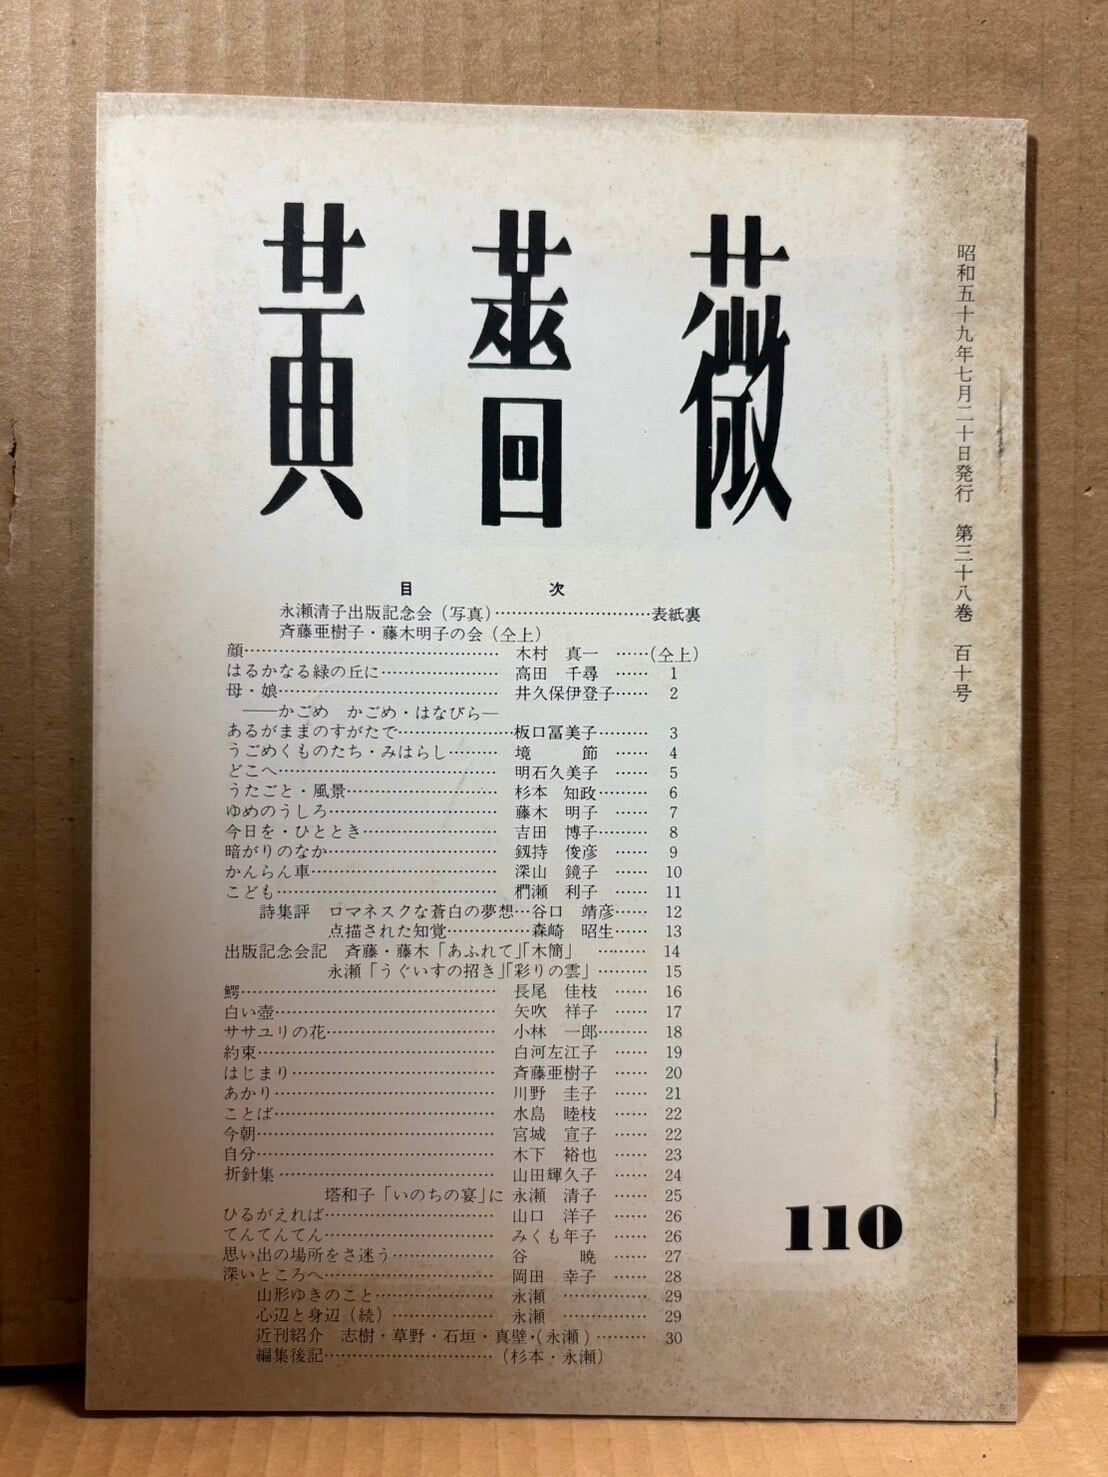 黄薔薇
昭和五十九年七月二十日発行 第三十八巻 百十号
目 次
永瀬清子出版記念会（写真）…………………………表紙裏
斉藤亜樹子・藤木明子の会（仝上）
顔……………………………………… 木村 真一 ……（仝上）
はるかなる緑の丘に………………… 高田 千尋 …… 1
母・娘………………………………… 井久保伊登子…… 2
――かごめ かごめ・はなびら―
あるがままのすがたで…………………板口冨美子……… 3
うごめくものたち・みはらし……… 境 節 …… 4
どこへ………………………………… 明石久美子 …… 5
うたごと・風景……………………… 杉本 知政……… 6
ゆめのうしろ………………………… 藤木 明子 …… 7
今日を・ひととき…………………… 吉田 博子……… 8
暗がりのなか………………………… 釼持 俊彦 …… 9
かんらん車…………………………… 深山 鏡子 …… 10
こども………………………………… 椚瀬 利子 …… 11
詩集評 ロマネスクな蒼白の夢想…谷口 靖彦…… 12
点描された知覚……………森崎 昭生…… 13
出版記念会記 斉藤・藤木「あふれて」「木簡」 ……… 14
永瀬「うぐいすの招き」「彩りの雲」……… 15
鰐……………………………………… 長尾 佳枝 …… 16
白い壺………………………………… 矢吹 祥子 …… 17
ササユリの花………………………… 小林 一郎……… 18
約束…………………………………… 白河左江子 …… 19
はじまり……………………………… 斉藤亜樹子 …… 20
あかり………………………………… 川野 圭子 …… 21
ことば………………………………… 水島 睦枝 …… 22
今朝…………………………………… 宮城 宣子 …… 22
自分…………………………………… 木下 裕也 …… 23
折針集………………………………… 山田輝久子 …… 24
塔和子「いのちの宴」に 永瀬 清子 …… 25
ひるがえれば………………………… 山口 洋子 …… 26
てんてんてん………………………… みくも年子 …… 26
思い出の場所をさ迷う……………… 谷 暁 …… 27
深いところへ………………………… 岡田 幸子 …… 28
山形ゆきのこと…………………… 永瀬 …………… 29
心辺と身辺（続）……………… 永瀬 …………… 29
近刊紹介 志樹・草野・石垣・真壁・（永瀬）……… 30
編集後記…………………………（杉本・永瀬）
110